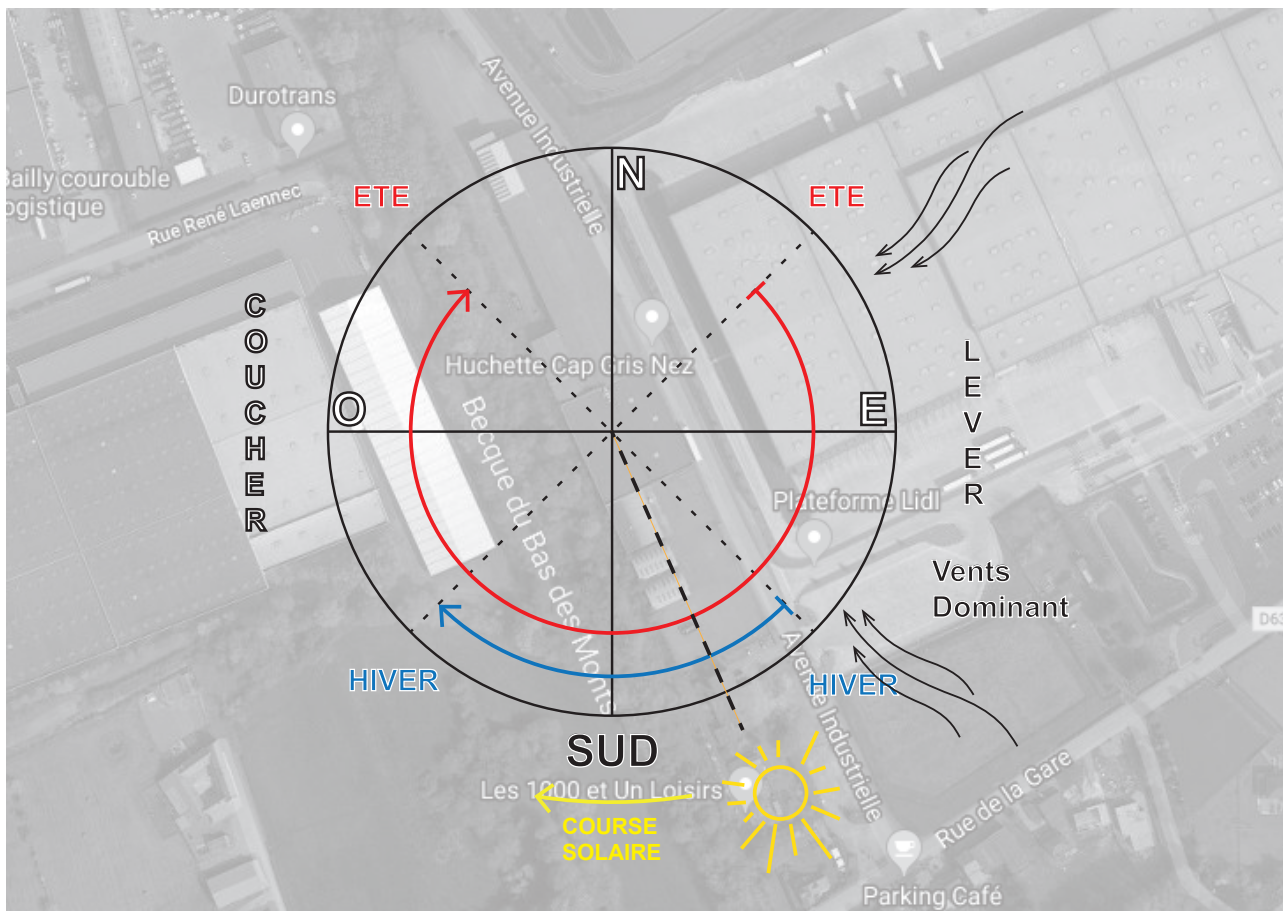 Durotrans
Avenue Industrielle
Bailly courouble
ogistique
Rue René Laennec
ETE
N
ETE
COUCHER
Huchette Cap Gris Nez
LEVER
O
E
Becque du Bas des Monts
Plateforme Lidl
Vents
Dominant
D63
HIVER
HIVER
Avenue Industrielle
SUD
Les 1000 et Un Loisirs
COURSE
SOLAIRE
Rue de la Gare
Parking Café